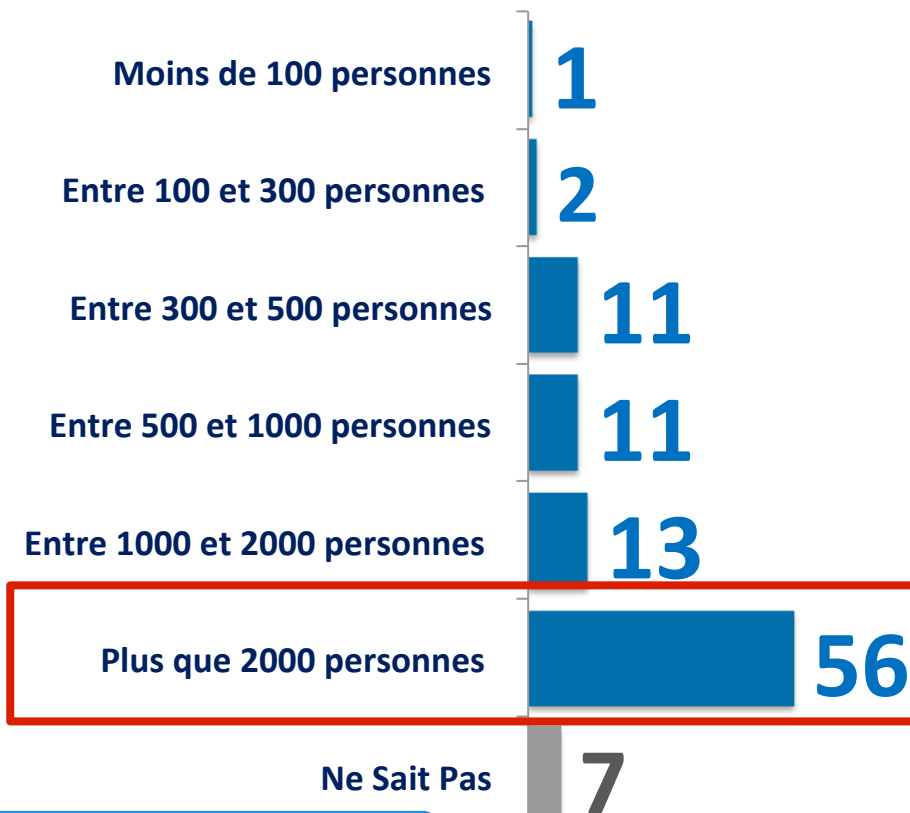 Moins de 100 personnes 1
Entre 100 et 300 personnes 2
Entre 300 et 500 personnes 11
Entre 500 et 1000 personnes 11
Entre 1000 et 2000 personnes 13
Plus que 2000 personnes 56
Ne Sait Pas 7